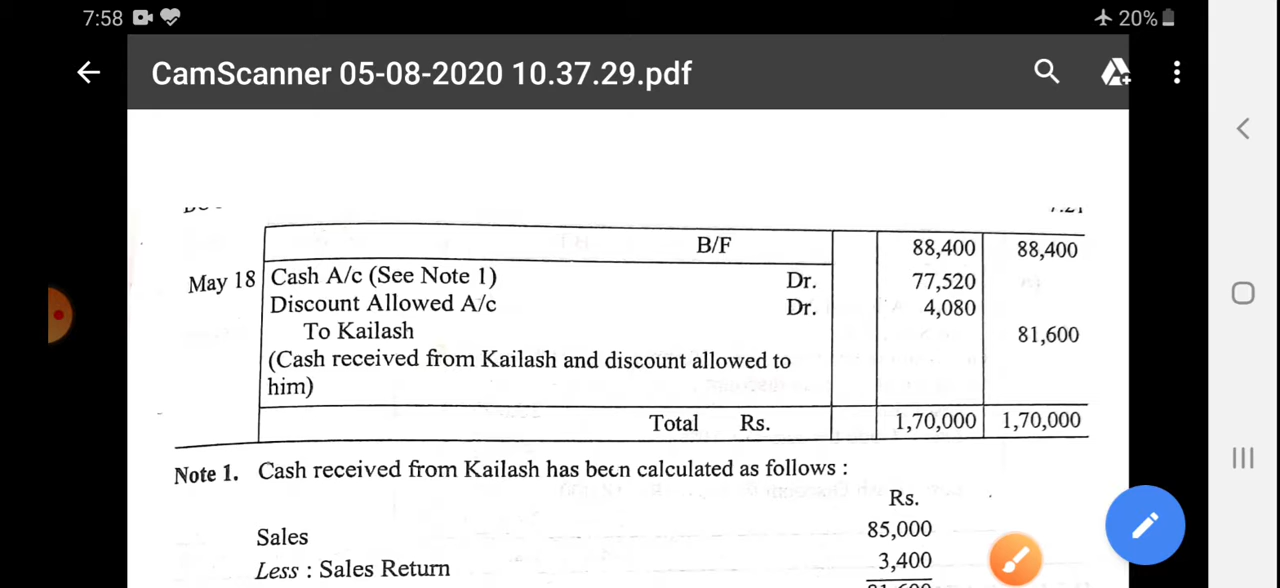 7:58
20%
CamScanner 05-08-2020 10.37.29.pdf
B/F 88,400 88,400
May 18 Cash A/c (See Note 1) Dr. 77,520
Discount Allowed A/c Dr. 4,080
To Kailash 81,600
(Cash received from Kailash and discount allowed to
him)
Total Rs. 1,70,000 1,70,000
Note 1. Cash received from Kailash has been calculated as follows :
Rs.
Sales 85,000
Less : Sales Return 3,400